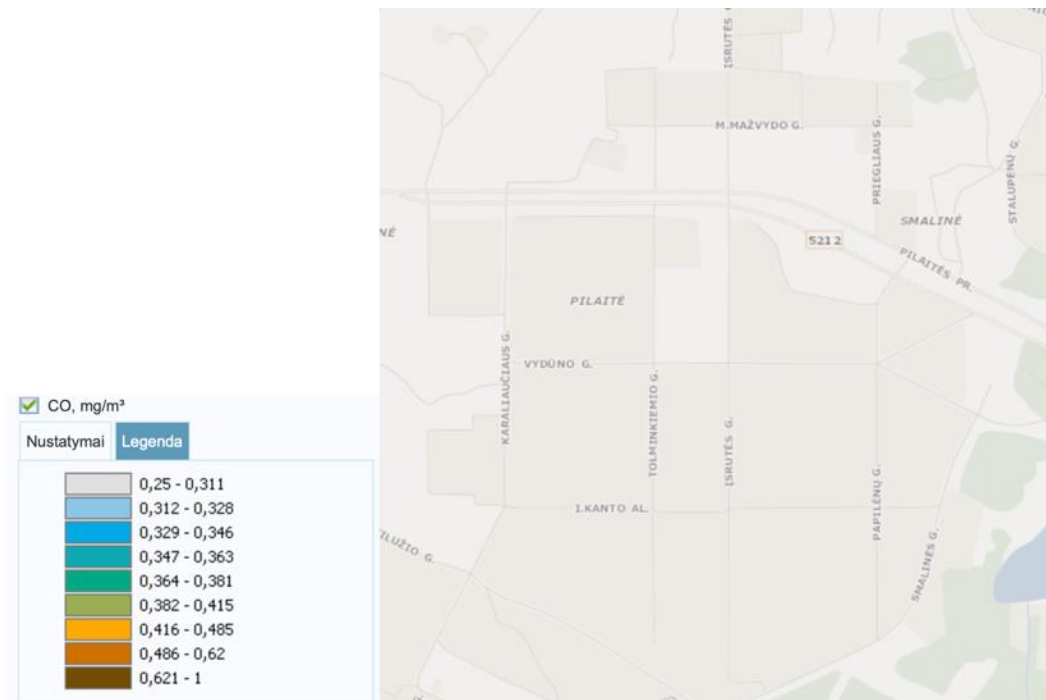 ISRUTĖS G.
M.MAŽVYDO G.
PRIEGLIAUS G.
STALUPĖNŲ G.
SMALINĖ
NĖ
5212
PILAITĖS PR.
PILAITĖ
KARALIAUČIAUS G.
VYDŪNO G.
TOLMINKIEMIO G.
ĮSRUTĖS G.
PAPILĖNŲ G.
I.KANTO AL.
SMALINĖS G.
ILUŽIO G.
CO, mg/m³
Nustatymai Legenda
0,25 - 0,311
0,312 - 0,328
0,329 - 0,346
0,347 - 0,363
0,364 - 0,381
0,382 - 0,415
0,416 - 0,485
0,486 - 0,62
0,621 - 1